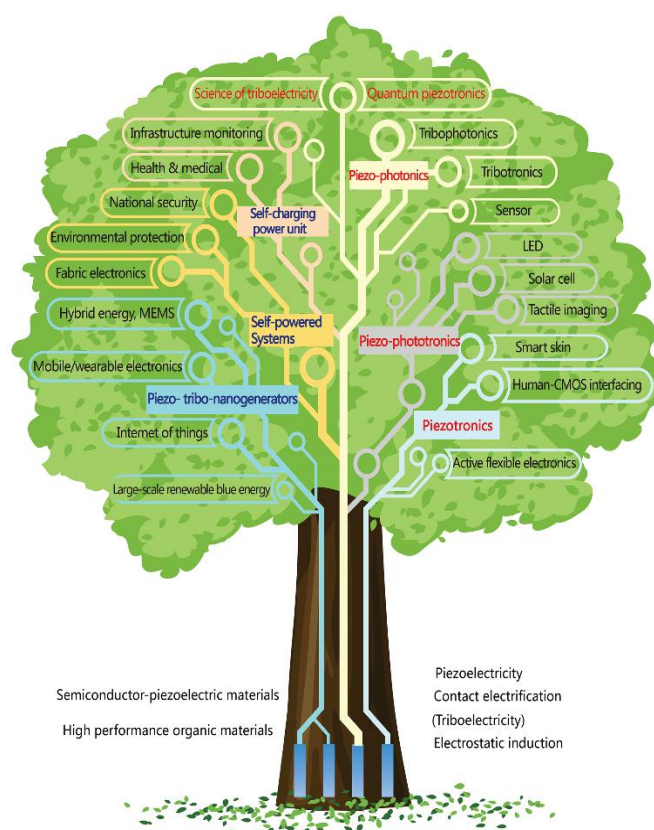 Science of triboelectricity
Quantum piezotronics
Infrastructure monitoring
Tribophotonics
Health & medical
Piezo-photonics
Tribotronics
National security
Self-charging
power unit
Sensor
Environmental protection
LED
Fabric electronics
Solar cell
Hybrid energy, MEMS
Self-powered
Systems
Tactile imaging
Piezo-phototronics
Smart skin
Mobile/wearable electronics
Human-CMOS interfacing
Piezo- tribo-nanogenerators
Piezotronics
Internet of things
Active flexible electronics
Large-scale renewable blue energy
Semiconductor-piezoelectric materials
High performance organic materials
Piezoelectricity
Contact electrification
(Triboelectricity)
Electrostatic induction